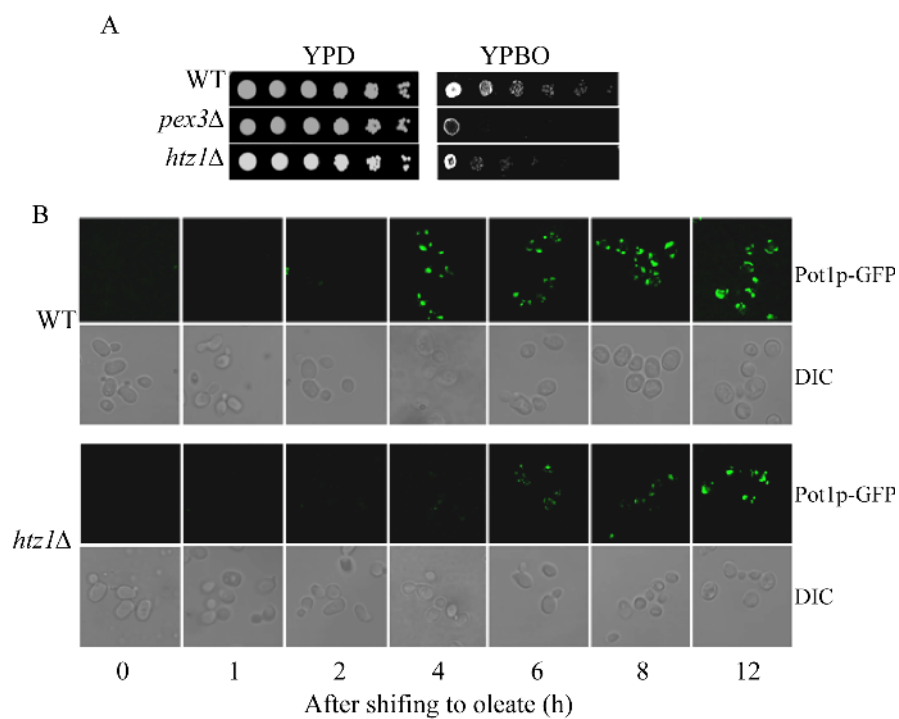 A
YPD YPBO
WT
pex3Δ
htz1Δ
B
Pot1p-GFP
WT
DIC
Pot1p-GFP
htz1Δ
DIC
0 1 2 4 6 8 12
After shifing to oleate (h)